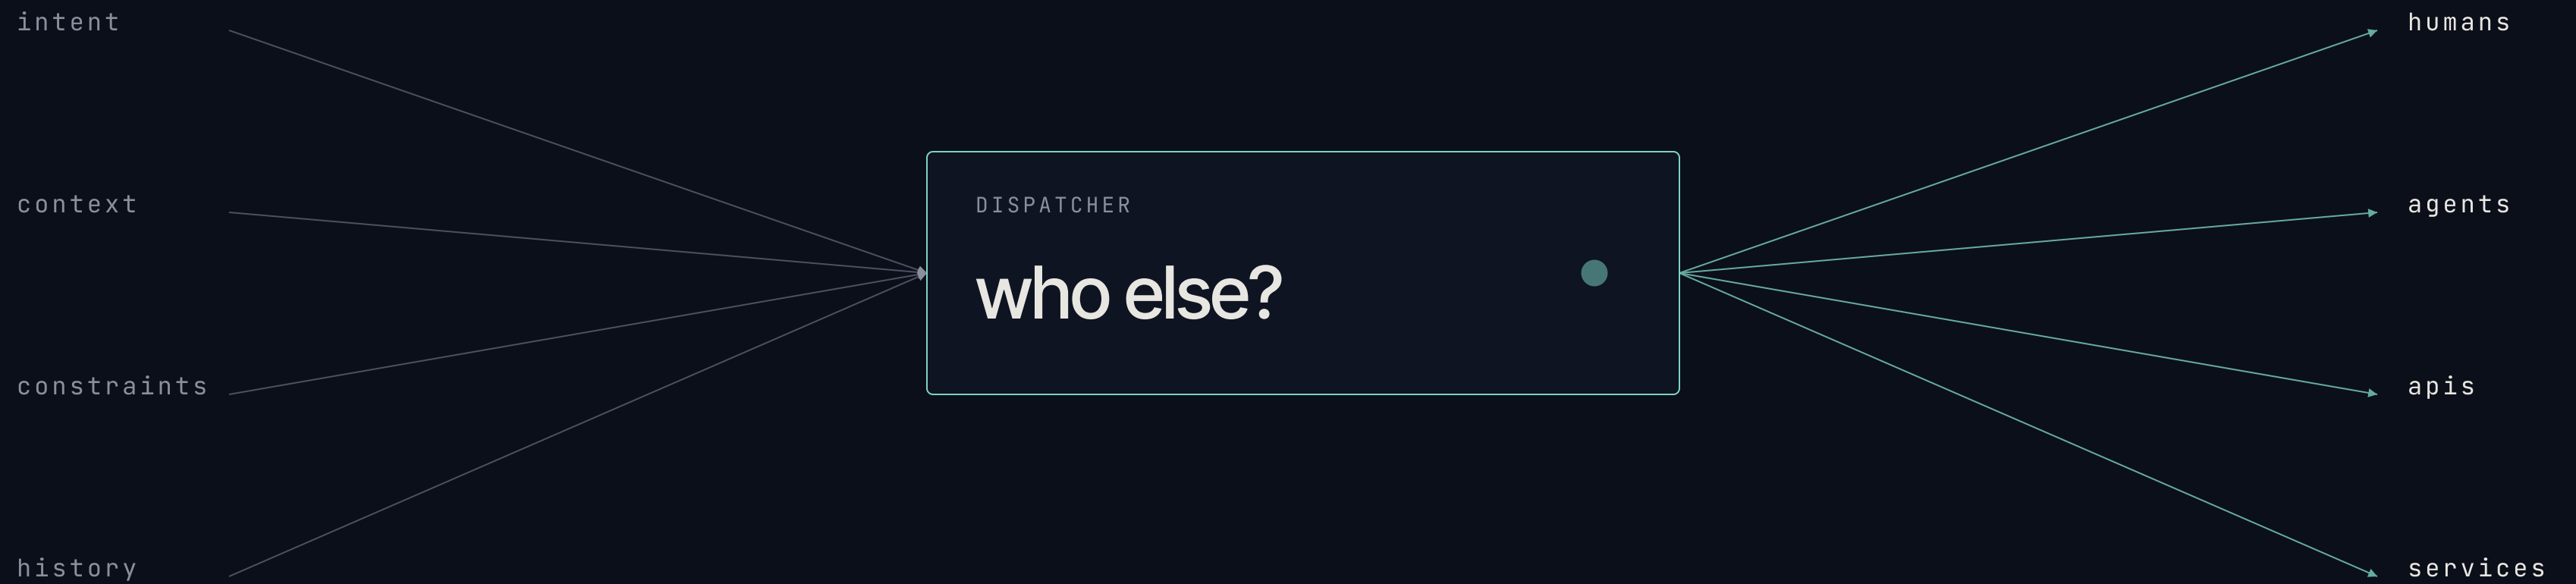 intent
context
constraints
history
DISPATCHER
who else?
humans
agents
apis
services